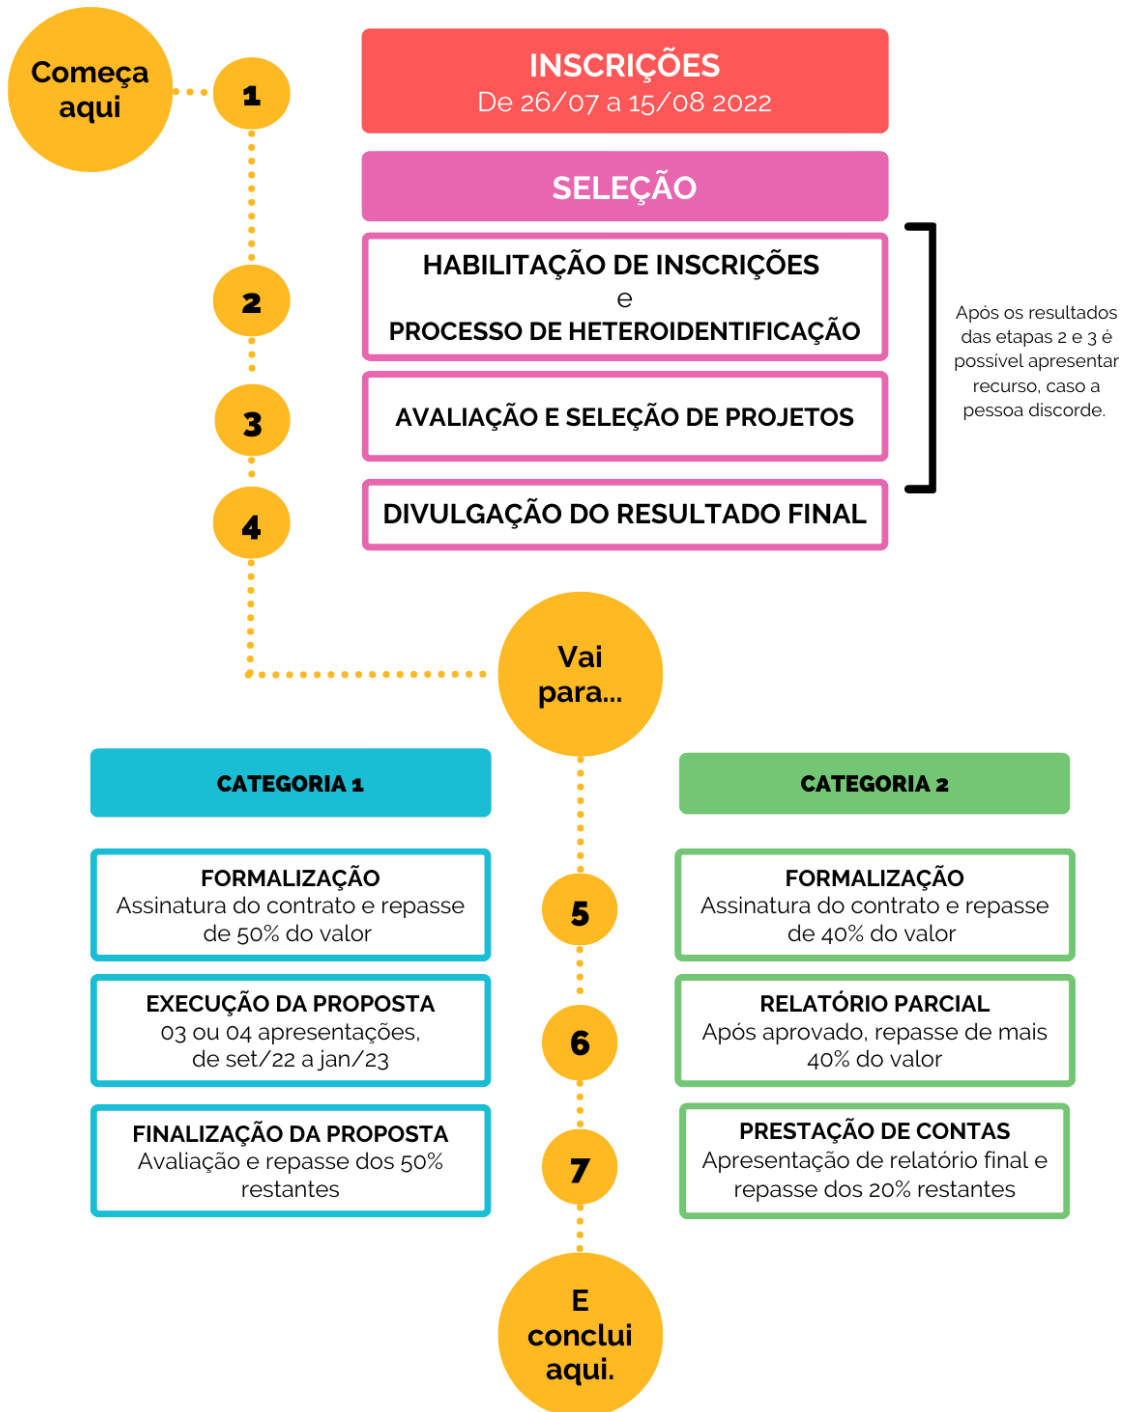 Começa
aqui
1
INSCRIÇÕES
De 26/07 a 15/08 2022
SELEÇÃO
2
HABILITAÇÃO DE INSCRIÇÕES
e
PROCESSO DE HETEROIDENTIFICAÇÃO
3
AVALIAÇÃO E SELEÇÃO DE PROJETOS
Após os resultados
das etapas 2 e 3 é
possível apresentar
recurso, caso a
pessoa discorde.
4
DIVULGAÇÃO DO RESULTADO FINAL
Vai
para...
CATEGORIA 1
FORMALIZAÇÃO
Assinatura do contrato e repasse
de 50% do valor
EXECUÇÃO DA PROPOSTA
03 ou 04 apresentações,
de set/22 a jan/23
FINALIZAÇÃO DA PROPOSTA
Avaliação e repasse dos 50%
restantes
5
6
7
CATEGORIA 2
FORMALIZAÇÃO
Assinatura do contrato e repasse
de 40% do valor
RELATÓRIO PARCIAL
Após aprovado, repasse de mais
40% do valor
PRESTAÇÃO DE CONTAS
Apresentação de relatório final e
repasse dos 20% restantes
E
conclui
aqui.